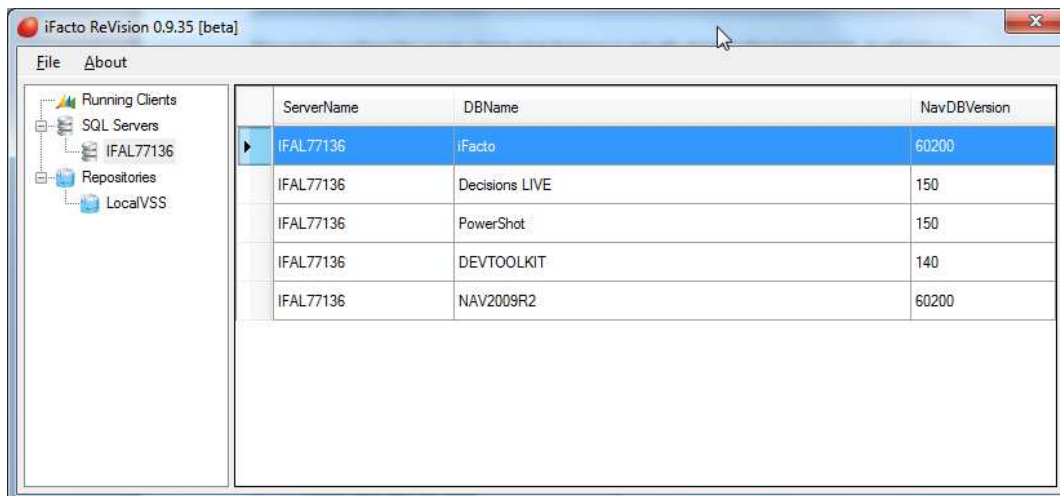 iFacto ReVision 0.9.35 [beta]
File About
Running Clients
SQL Servers
IFAL77136
Repositories
LocalVSS
ServerName DBName NavDBVersion
IFAL77136 iFacto 60200
IFAL77136 Decisions LIVE 150
IFAL77136 PowerShot 150
IFAL77136 DEVTOOLKIT 140
IFAL77136 NAV2009R2 60200